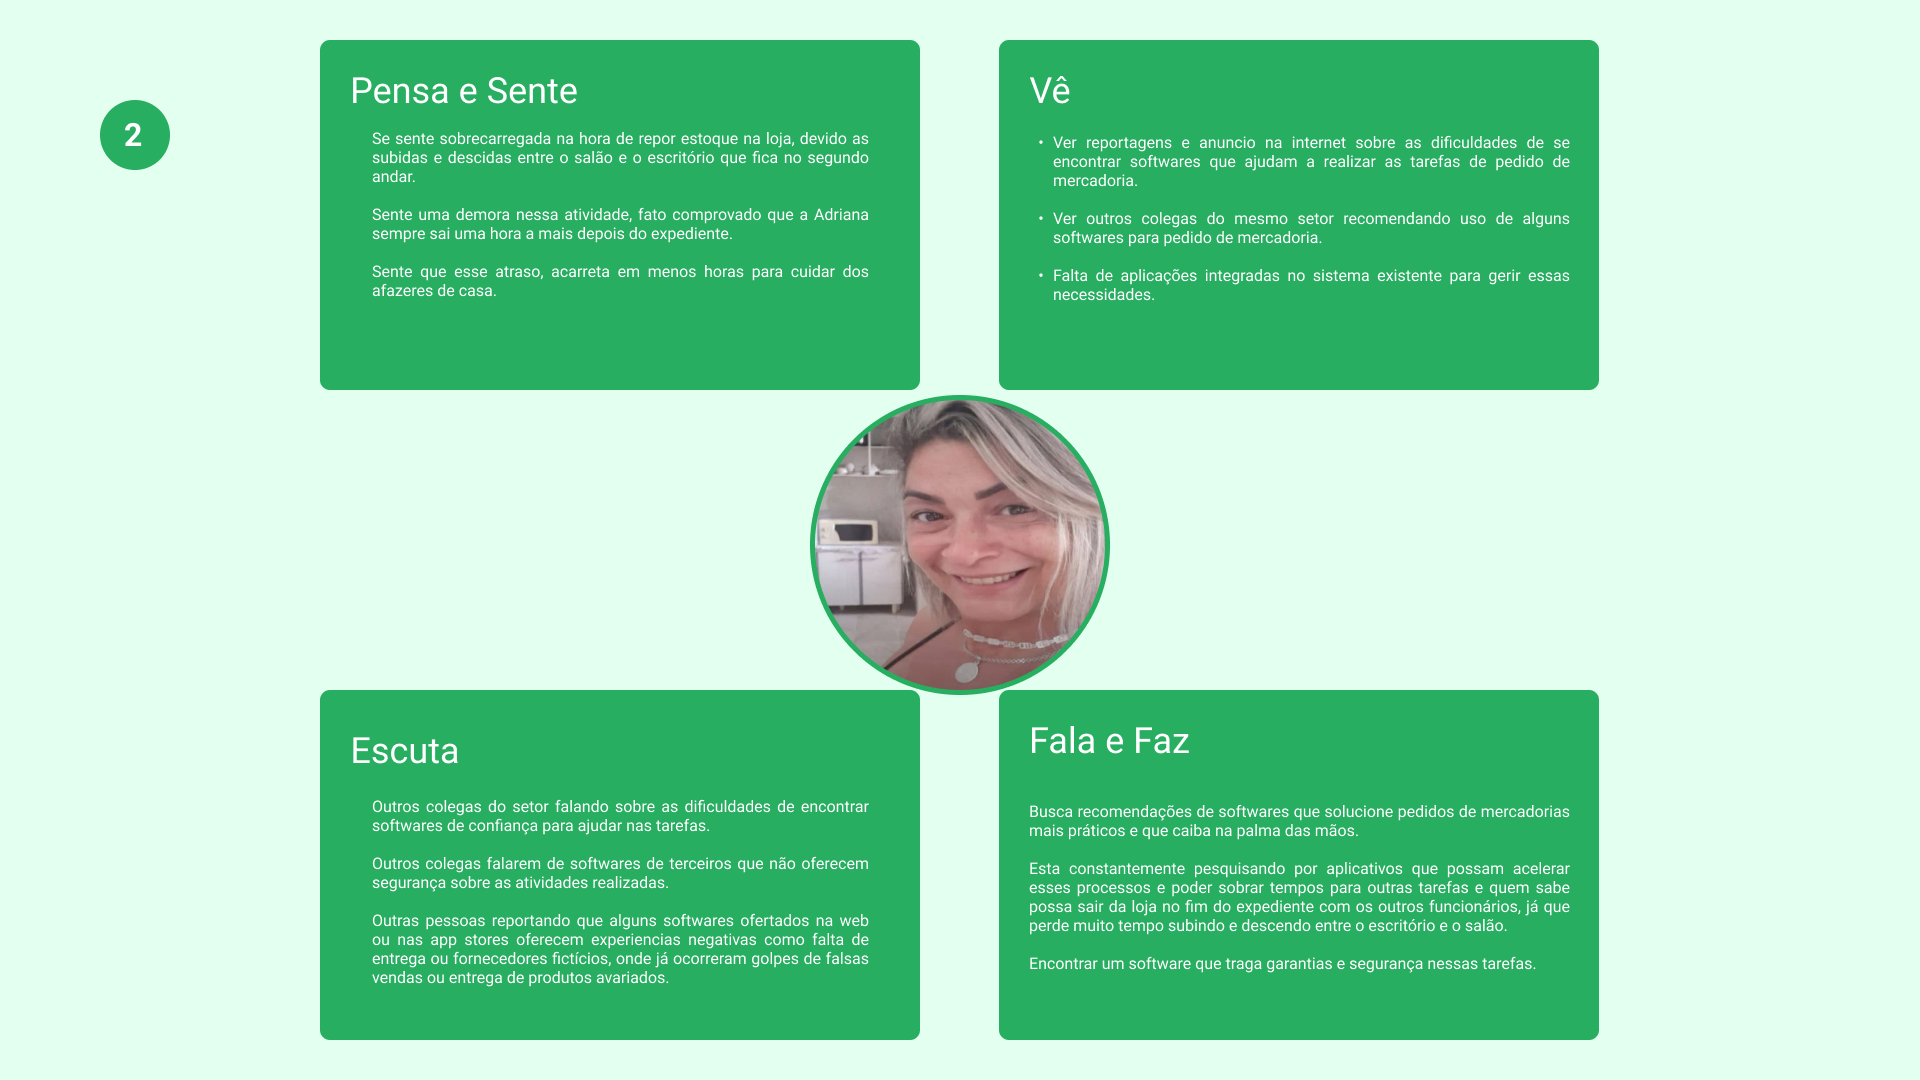 2
Pensa e Sente
Se sente sobrecarregada na hora de repor estoque na loja, devido as
subidas e descidas entre o salão e o escritório que fica no segundo
andar.
Sente uma demora nessa atividade, fato comprovado que a Adriana
sempre sai uma hora a mais depois do expediente.
Sente que esse atraso, acarreta em menos horas para cuidar dos
afazeres de casa.
Vê
• Ver reportagens e anuncio na internet sobre as dificuldades de se
encontrar softwares que ajudam a realizar as tarefas de pedido de
mercadoria.
• Ver outros colegas do mesmo setor recomendando uso de alguns
softwares para pedido de mercadoria.
• Falta de aplicações integradas no sistema existente para gerir essas
necessidades.
Escuta
Outros colegas do setor falando sobre as dificuldades de encontrar
softwares de confiança para ajudar nas tarefas.
Outros colegas falarem de softwares de terceiros que não oferecem
segurança sobre as atividades realizadas.
Outras pessoas reportando que alguns softwares ofertados na web
ou nas app stores oferecem experiencias negativas como falta de
entrega ou fornecedores fictícios, onde já ocorreram golpes de falsas
vendas ou entrega de produtos avariados.
Fala e Faz
Busca recomendações de softwares que solucione pedidos de mercadorias
mais práticos e que caiba na palma das mãos.
Esta constantemente pesquisando por aplicativos que possam acelerar
esses processos e poder sobrar tempos para outras tarefas e quem sabe
possa sair da loja no fim do expediente com os outros funcionários, já que
perde muito tempo subindo e descendo entre o escritório e o salão.
Encontrar um software que traga garantias e segurança nessas tarefas.